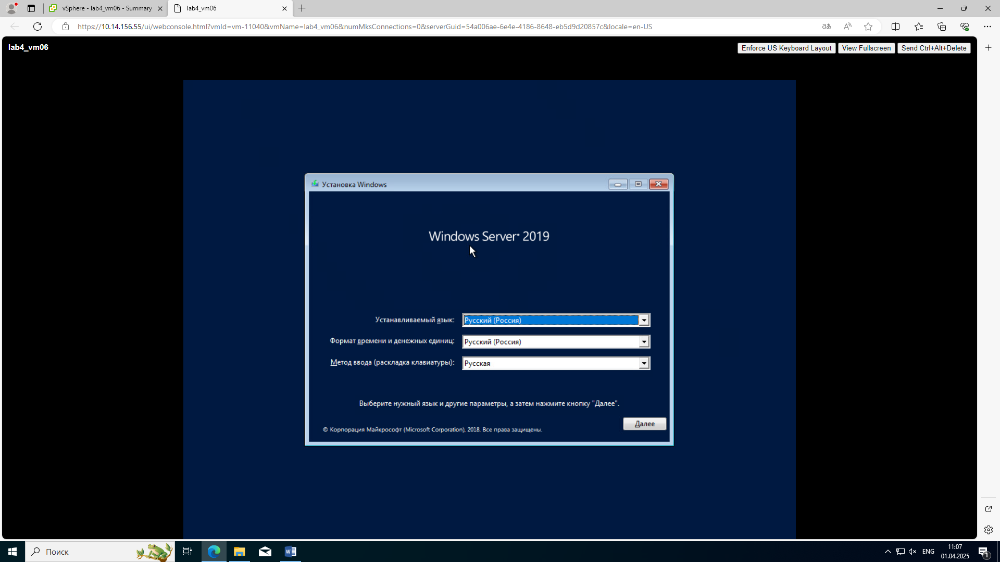 vSphere - lab4_vm06 - Summary
lab4_vm06
https://10.14.156.55/ui/webconsole.html?vmId=vm-11040&vmName=lab4_vm06&numMksConnections=0&serverGuid=54a006ae-6e4e-4186-8648-eb5d9d20857c&locale=en-US
lab4_vm06
Enforce US Keyboard Layout
View Fullscreen
Send Ctrl+Alt+Delete
Установка Windows
Windows Server 2019
Устанавливаемый язык:
Русский (Россия)
Формат времени и денежных единиц:
Русский (Россия)
Метод ввода (раскладка клавиатуры):
Русская
Выберите нужный язык и другие параметры, а затем нажмите кнопку "Далее".
Далее
© Корпорация Майкрософт (Microsoft Corporation), 2018. Все права защищены.
Поиск
ENG
11:07
01.04.2025
1